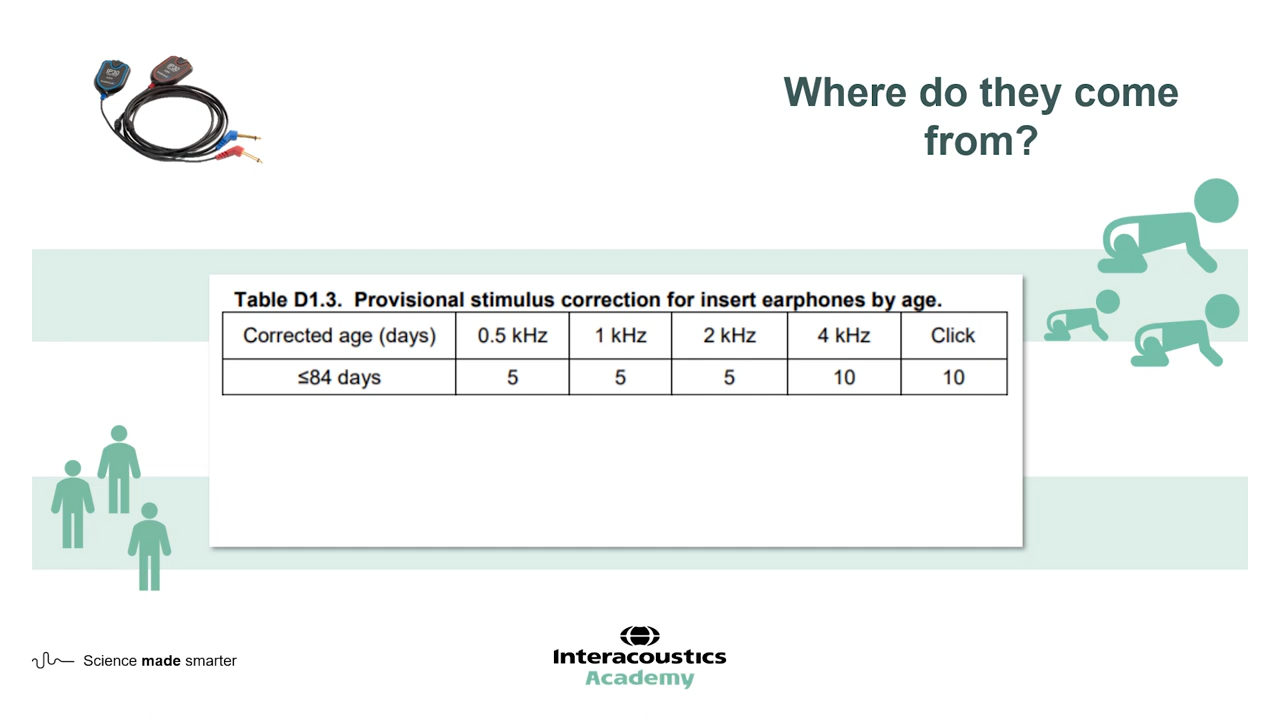 Where do they come
from?
Table D1.3. Provisional stimulus correction for insert earphones by age.
Corrected age (days) 0.5 kHz 1 kHz 2 kHz 4 kHz Click
≤84 days 5 5 5 10 10
Science made smarter
Interacoustics
Academy